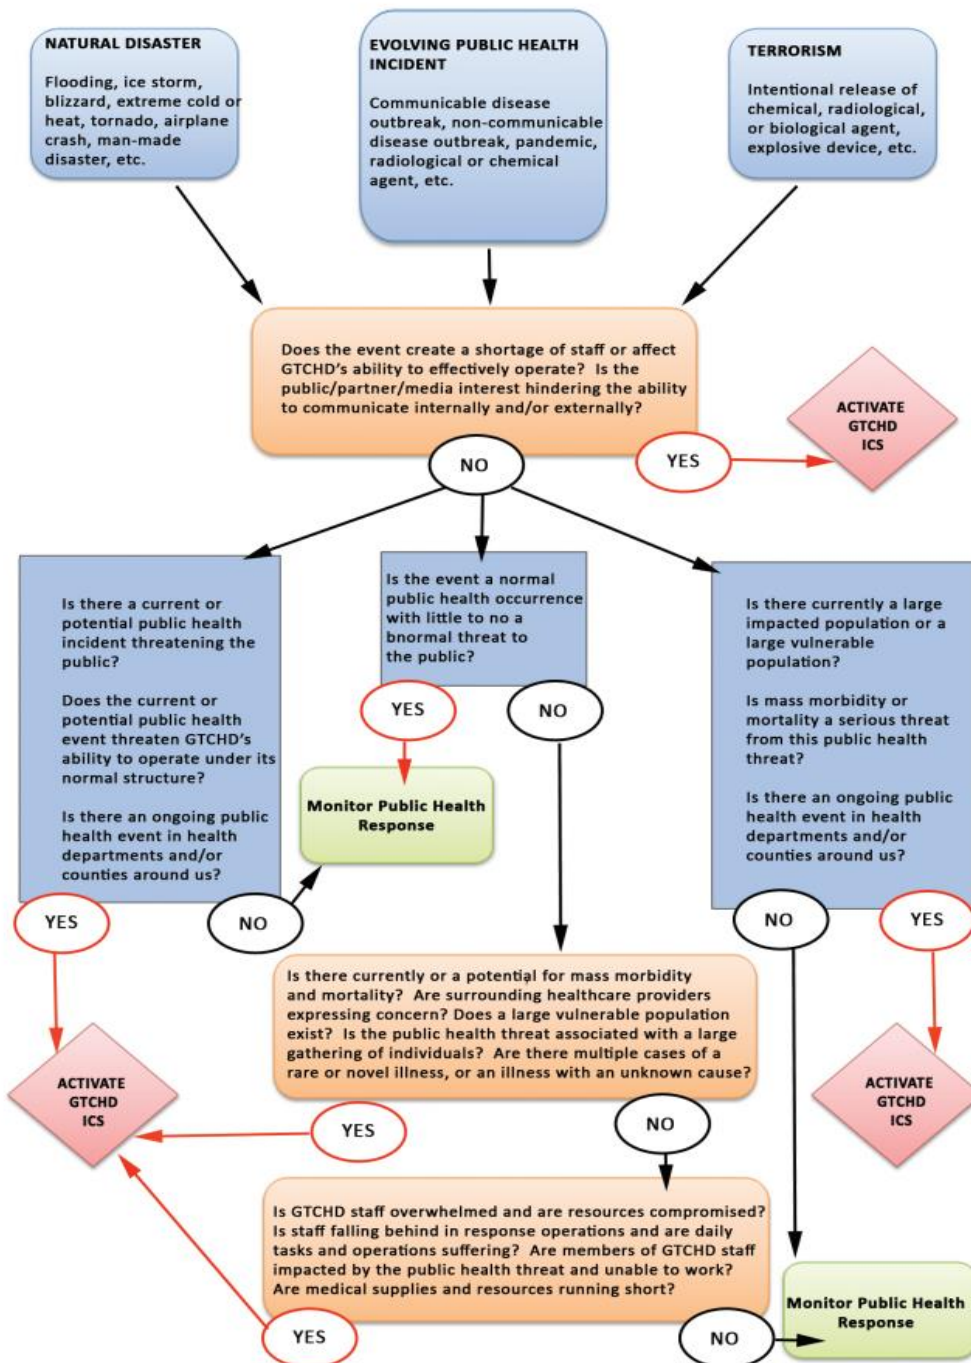 NATURAL DISASTER
Flooding, ice storm,
blizzard, extreme cold or
heat, tornado, airplane
crash, man-made
disaster, etc.
EVOLVING PUBLIC HEALTH
INCIDENT
Communicable disease
outbreak, non-communicable
disease outbreak, pandemic,
radiological or chemical
agent, etc.
TERRORISM
Intentional release of
chemical, radiological,
or biological agent,
explosive device, etc.
Does the event create a shortage of staff or affect
GTCHD's ability to effectively operate? Is the
public/partner/media interest hindering the ability
to communicate internally and/or externally?
NO
YES
ACTIVATE
GTCHD
ICS
Is there a current or
potential public health
incident threatening the
public?
Does the current or
potential public health
event threaten GTCHD's
ability to operate under its
normal structure?
Is there an ongoing public
health event in health
departments and/or
counties around us?
YES
NO
Is the event a normal
public health occurrence
with little to no a
bnormal threat to
the public?
YES
NO
Monitor Public Health
Response
Is there currently a large
impacted population or a
large vulnerable
population?
Is mass morbidity or
mortality a serious threat
from this public health
threat?
Is there an ongoing public
health event in health
departments and/or
counties around us?
NO
YES
Is there currently or a potential for mass morbidity
and mortality? Are surrounding healthcare providers
expressing concern? Does a large vulnerable population
exist? Is the public health threat associated with a large
gathering of individuals? Are there multiple cases of a
rare or novel illness, or an illness with an unknown cause?
YES
NO
ACTIVATE
GTCHD
ICS
ACTIVATE
GTCHD
ICS
Is GTCHD staff overwhelmed and are resources compromised?
Is staff falling behind in response operations and are daily
tasks and operations suffering? Are members of GTCHD staff
impacted by the public health threat and unable to work?
Are medical supplies and resources running short?
YES
NO
Monitor Public Health
Response